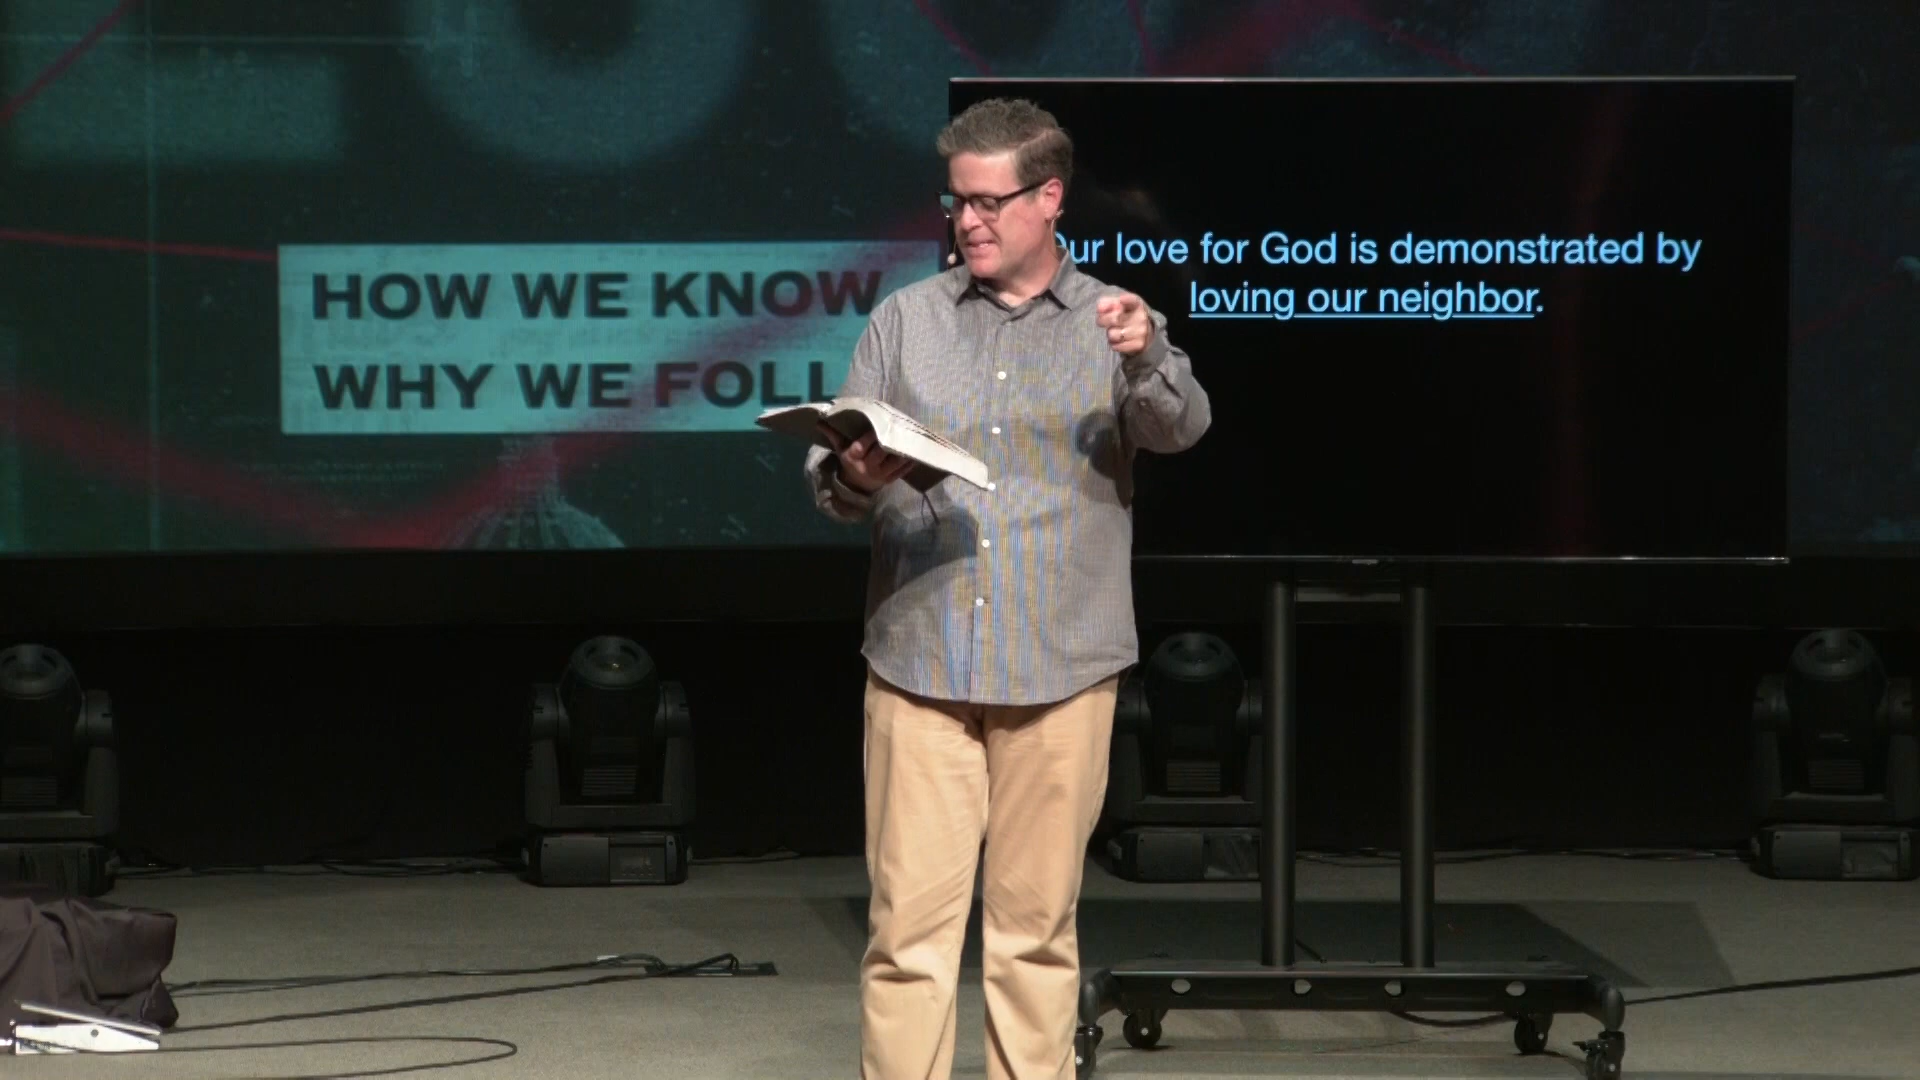 HOW WE KNOW
WHY WE FOLL
ur love for God is demonstrated by
loving our neighbor.